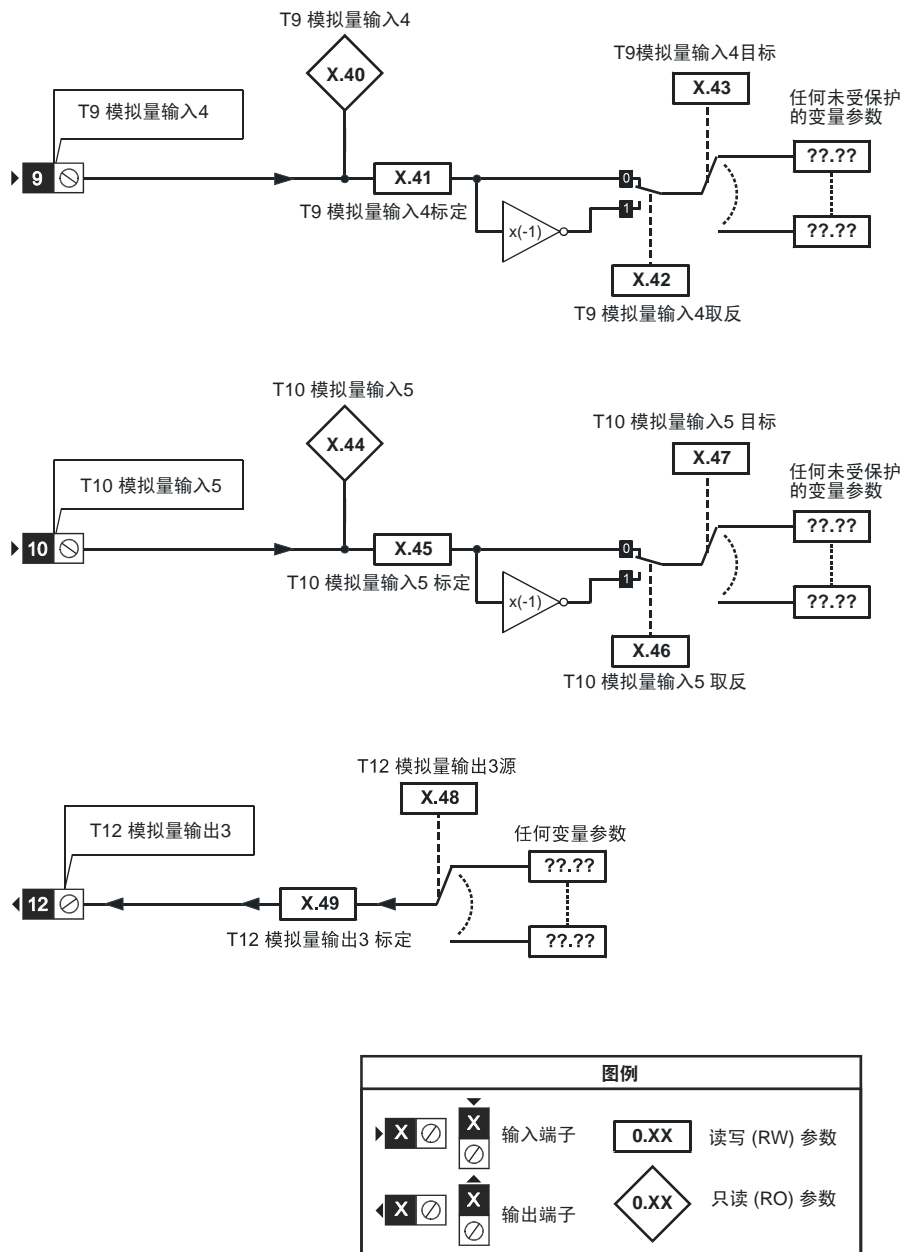 T9 模拟量输入4
X.40
T9模拟量输入4目标
X.43
任何未受保护
的变量参数
T9 模拟量输入4
9
X.41
0
??.??
T9 模拟量输入4标定
1
x(-1)
??.??
X.42
T9 模拟量输入4取反
T10 模拟量输入5
X.44
T10 模拟量输入5 目标
X.47
任何未受保护
的变量参数
T10 模拟量输入5
10
X.45
0
??.??
T10 模拟量输入5 标定
1
x(-1)
??.??
X.46
T10 模拟量输入5 取反
T12 模拟量输出3源
X.48
T12 模拟量输出3
任何变量参数
??.??
12
X.49
T12 模拟量输出3 标定
??.??
图例
X
X
输入端子
0.XX
读写 (RW) 参数
X
X
输出端子
0.XX
只读 (RO) 参数